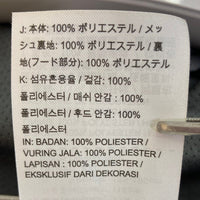 J: 本体: 100% ポリエステル / メッ
シュ裏地: 100% ポリエステル / 裏
地(フード部分): 100% ポリエステル
K: 섬유혼용율 / 겉감: 100%
폴리에스터 / 매쉬 안감 : 100%
폴리에스터 / 후드 안감 : 100%
폴리에스터
IN: BADAN: 100% POLIESTER /
VURING JALA: 100% POLIESTER /
LAPISAN : 100% POLIESTER /
EKSKLUSIF DARI DEKORASI